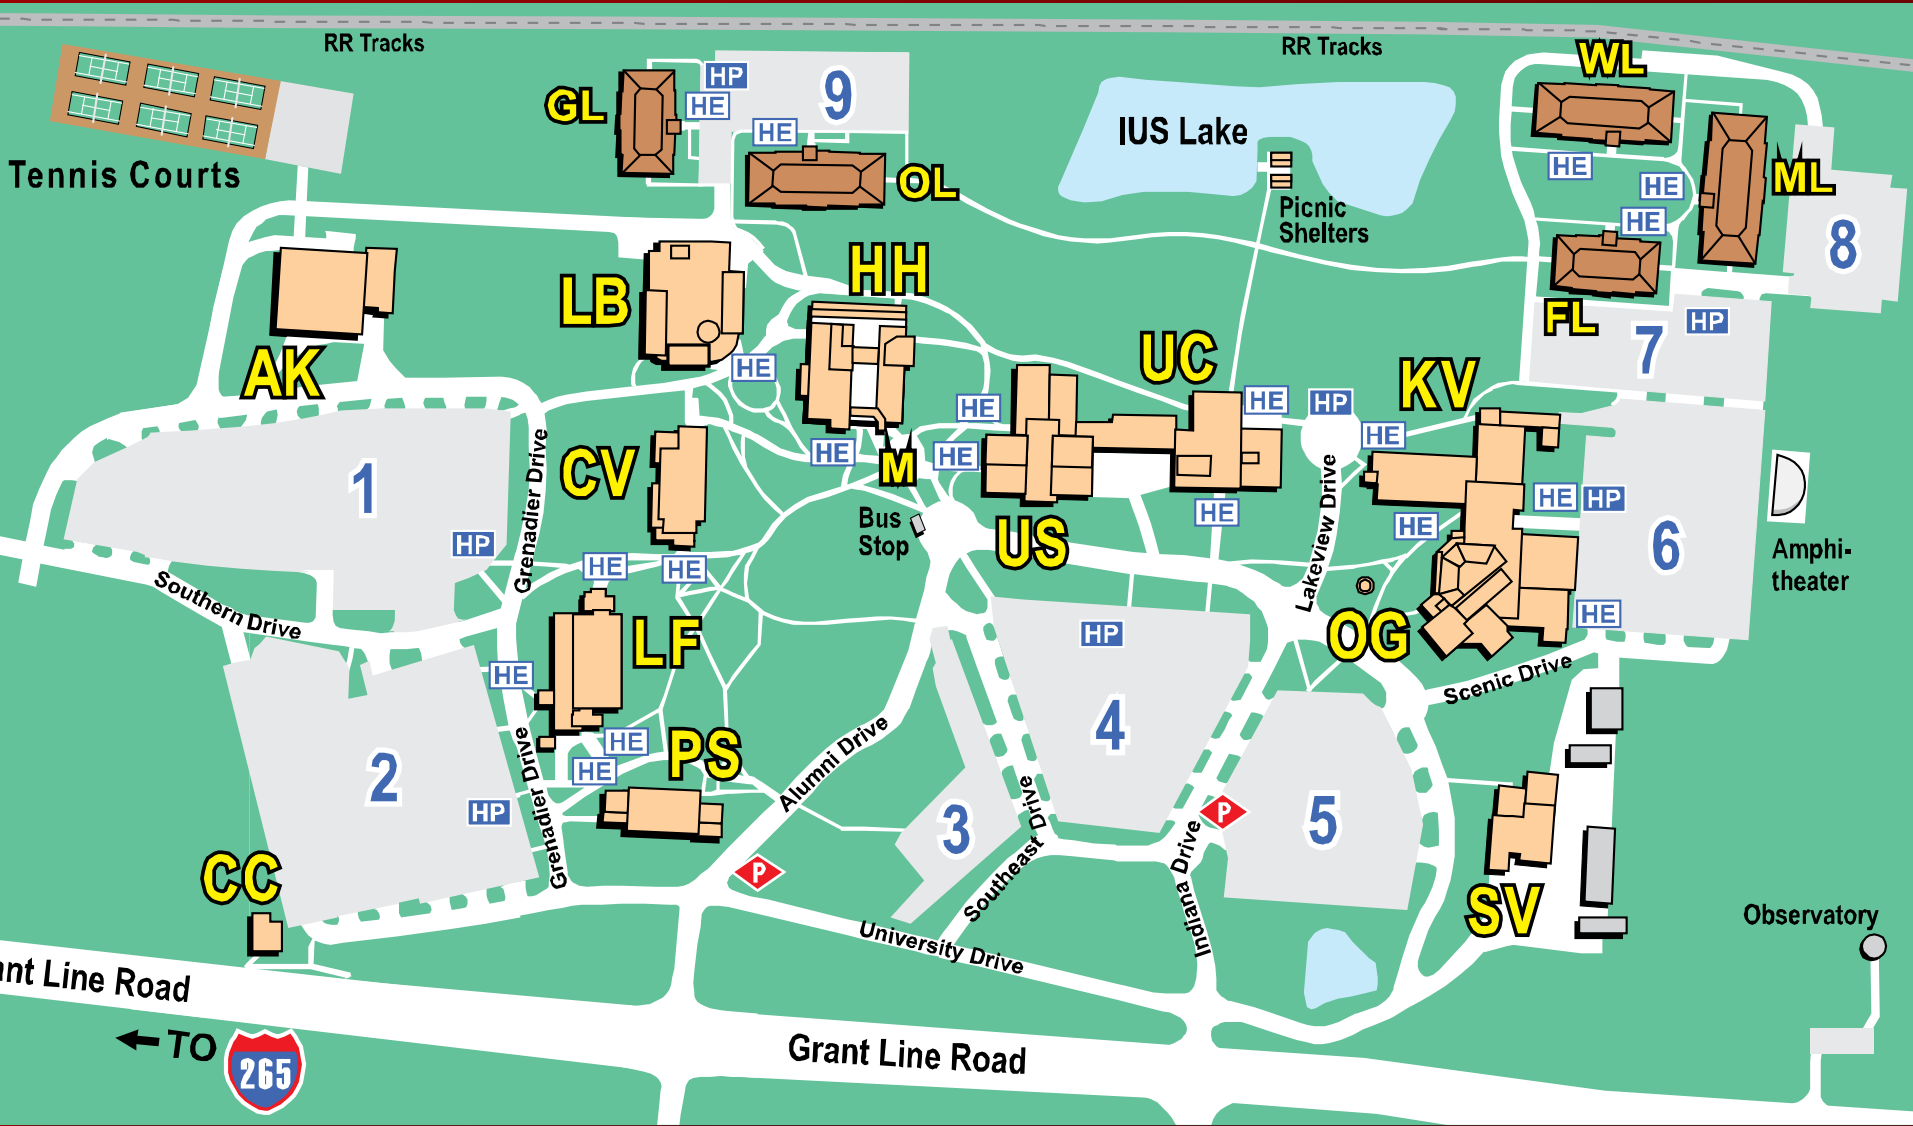 RR Tracks
RR Tracks
WL
GL
HP
HE
9
HE
IUS Lake
Tennis Courts
OL
HE
HE
ML
Picnic
Shelters
HE
8
HH
LB
FL
7
HP
AK
HE
UC
KV
HE
HP
HE
HE
CV
1
HE
M
HE
Grenadier Drive
Lakeview Drive
HE
HP
Bus
Stop
HE
HE
US
6
HP
Amphi-
theater
HE
HE
Southern Drive
HE
HP
OG
LF
HE
Scenic Drive
4
PS
HE
HE
Alumni Drive
2
HP
Grenadier Drive
Southeast Drive
3
P
5
Indiana Drive
P
CC
SV
Observatory
University Drive
ant Line Road
TO
265
Grant Line Road